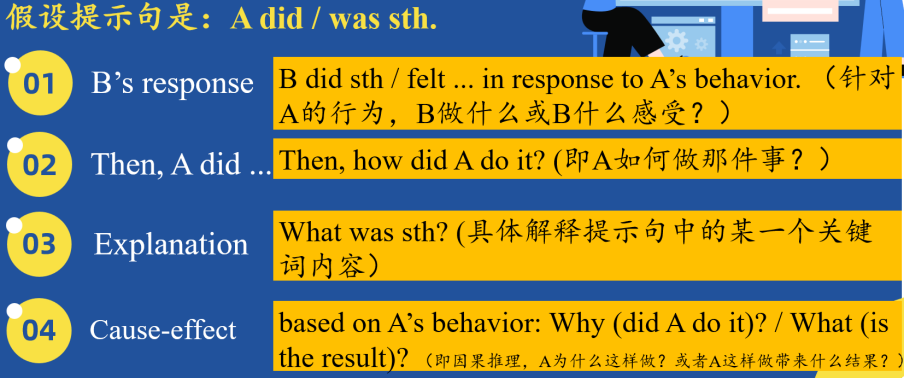 假设提示句是：A did / was sth.
01 B’s response B did sth / felt ... in response to A’s behavior. （针对
A的行为，B做什么或B什么感受？）
02 Then, A did ... Then, how did A do it? (即A如何做那件事？）
03 Explanation What was sth? (具体解释提示句中的某一个关键
词内容）
04 Cause-effect based on A’s behavior: Why (did A do it)? / What (is
the result)? （即因果推理，A为什么这样做？或者A这样做带来什么结果？）